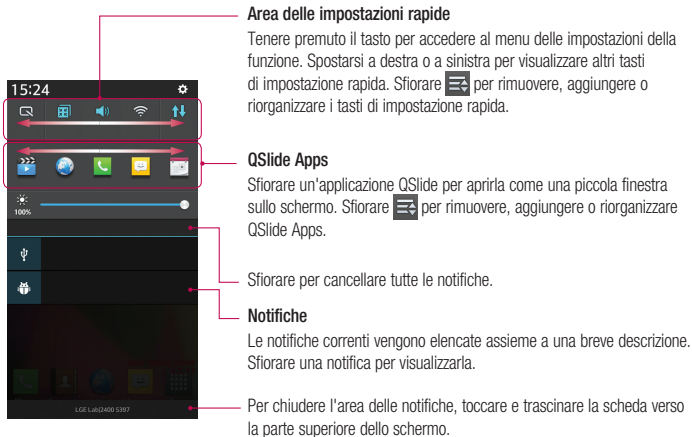 Area delle impostazioni rapide
Tenere premuto il tasto per accedere al menu delle impostazioni della
funzione. Spostarsi a destra o a sinistra per visualizzare altri tasti
di impostazione rapida. Sfiorare per rimuovere, aggiungere o
riorganizzare i tasti di impostazione rapida.
15:24
QSlide Apps
Sfiorare un'applicazione QSlide per aprirla come una piccola finestra
sullo schermo. Sfiorare per rimuovere, aggiungere o riorganizzare
QSlide Apps.
100%
Sfiorare per cancellare tutte le notifiche.
Notifiche
Le notifiche correnti vengono elencate assieme a una breve descrizione.
Sfiorare una notifica per visualizzarla.
LGE Lab|2400 5397
Per chiudere l'area delle notifiche, toccare e trascinare la scheda verso
la parte superiore dello schermo.